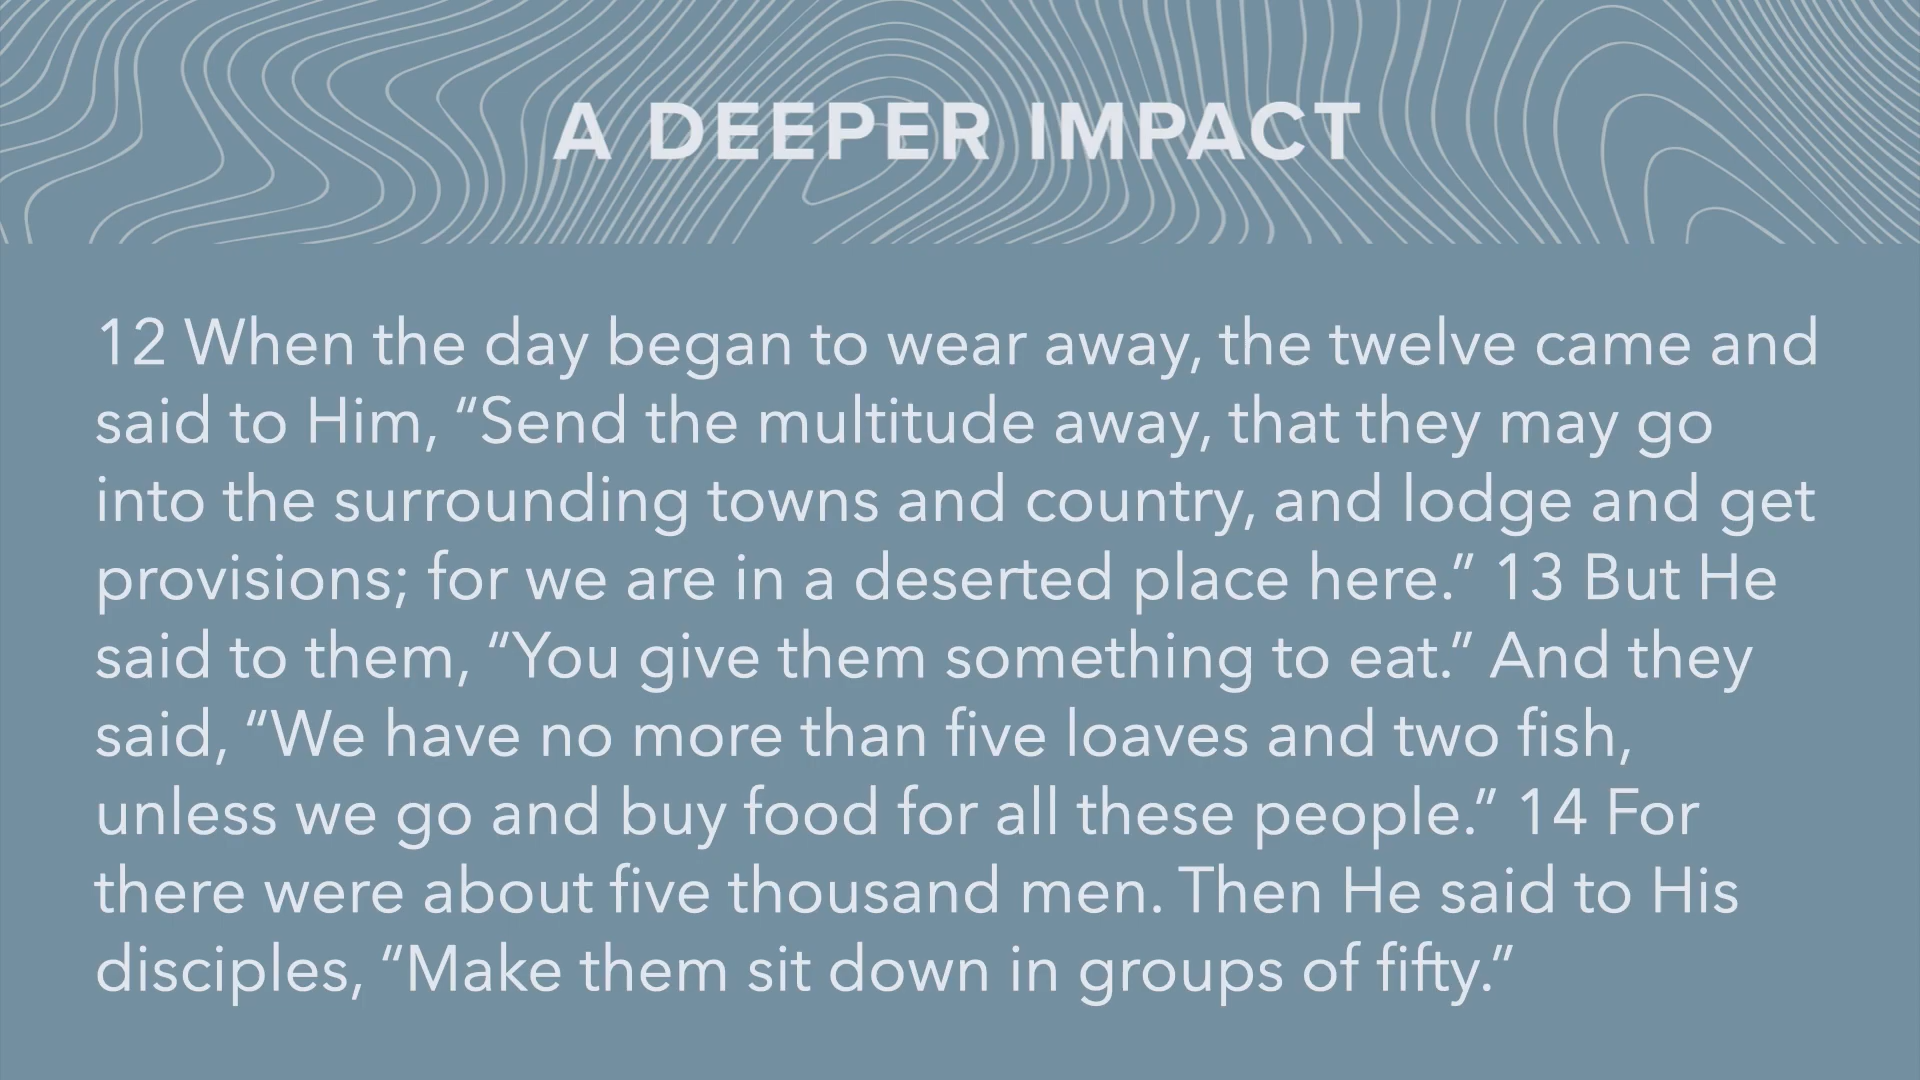 A DEEPER IMPACT
12 When the day began to wear away, the twelve came and
said to Him, “Send the multitude away, that they may go
into the surrounding towns and country, and lodge and get
provisions; for we are in a deserted place here.” 13 But He
said to them, “You give them something to eat.” And they
said, “We have no more than five loaves and two fish,
unless we go and buy food for all these people.” 14 For
there were about five thousand men. Then He said to His
disciples, “Make them sit down in groups of fifty.”